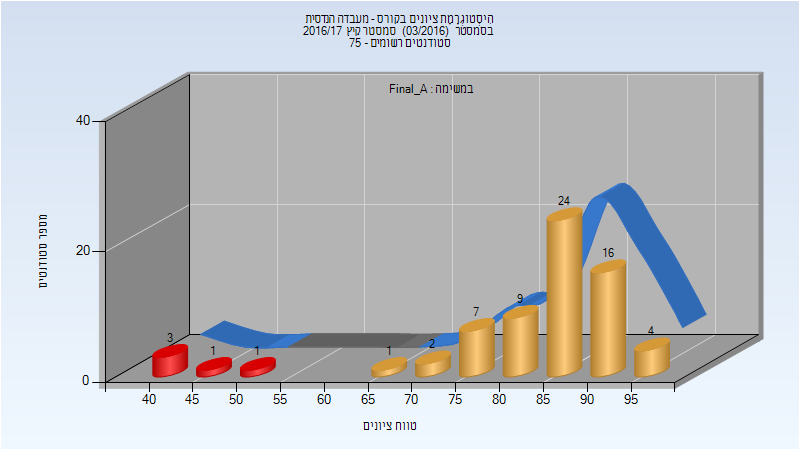 היסטוגרמת ציונים בקורס - מעבדה הנדסית
בסמסטר (03/2016) סמסטר קיץ 2016/17
סטודנטים רשומים - 75
במשימה : Final_A
מספר סטודנטים
40
20
0
3
1
1
1
2
7
9
24
16
4
40 45 50 55 60 65 70 75 80 85 90 95
טווח ציונים